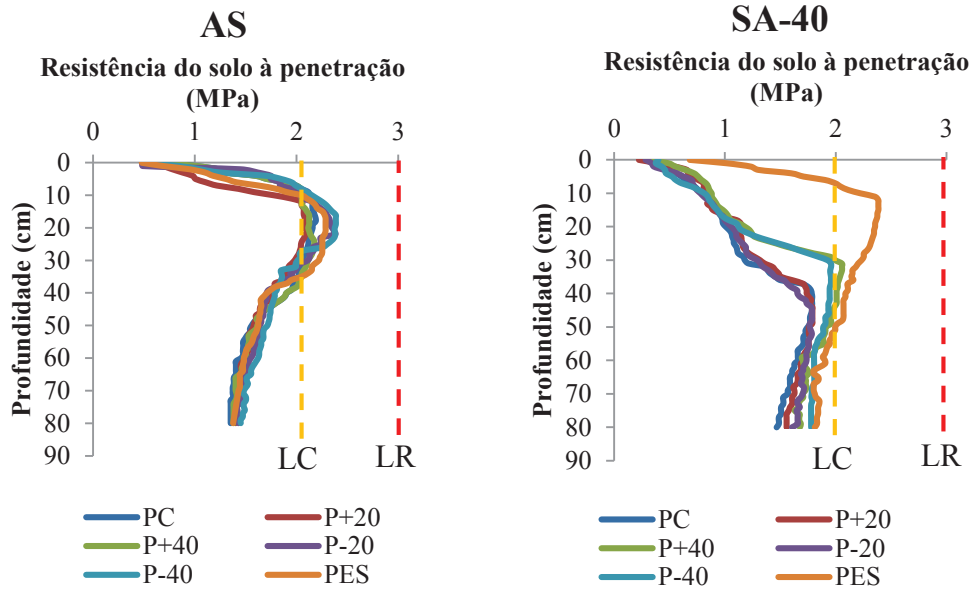 AS
Resistência do solo à penetração
(MPa)
0 1 2 3
0
10
20
30
40
50
60
70
80
90
Profundidade (cm)
LC
LR
PC
P+20
P+40
P-20
P-40
PES
SA-40
Resistência do solo à penetração
(MPa)
0 1 2 3
0
10
20
30
40
50
60
70
80
90
Profundidade (cm)
LC
LR
PC
P+20
P+40
P-20
P-40
PES